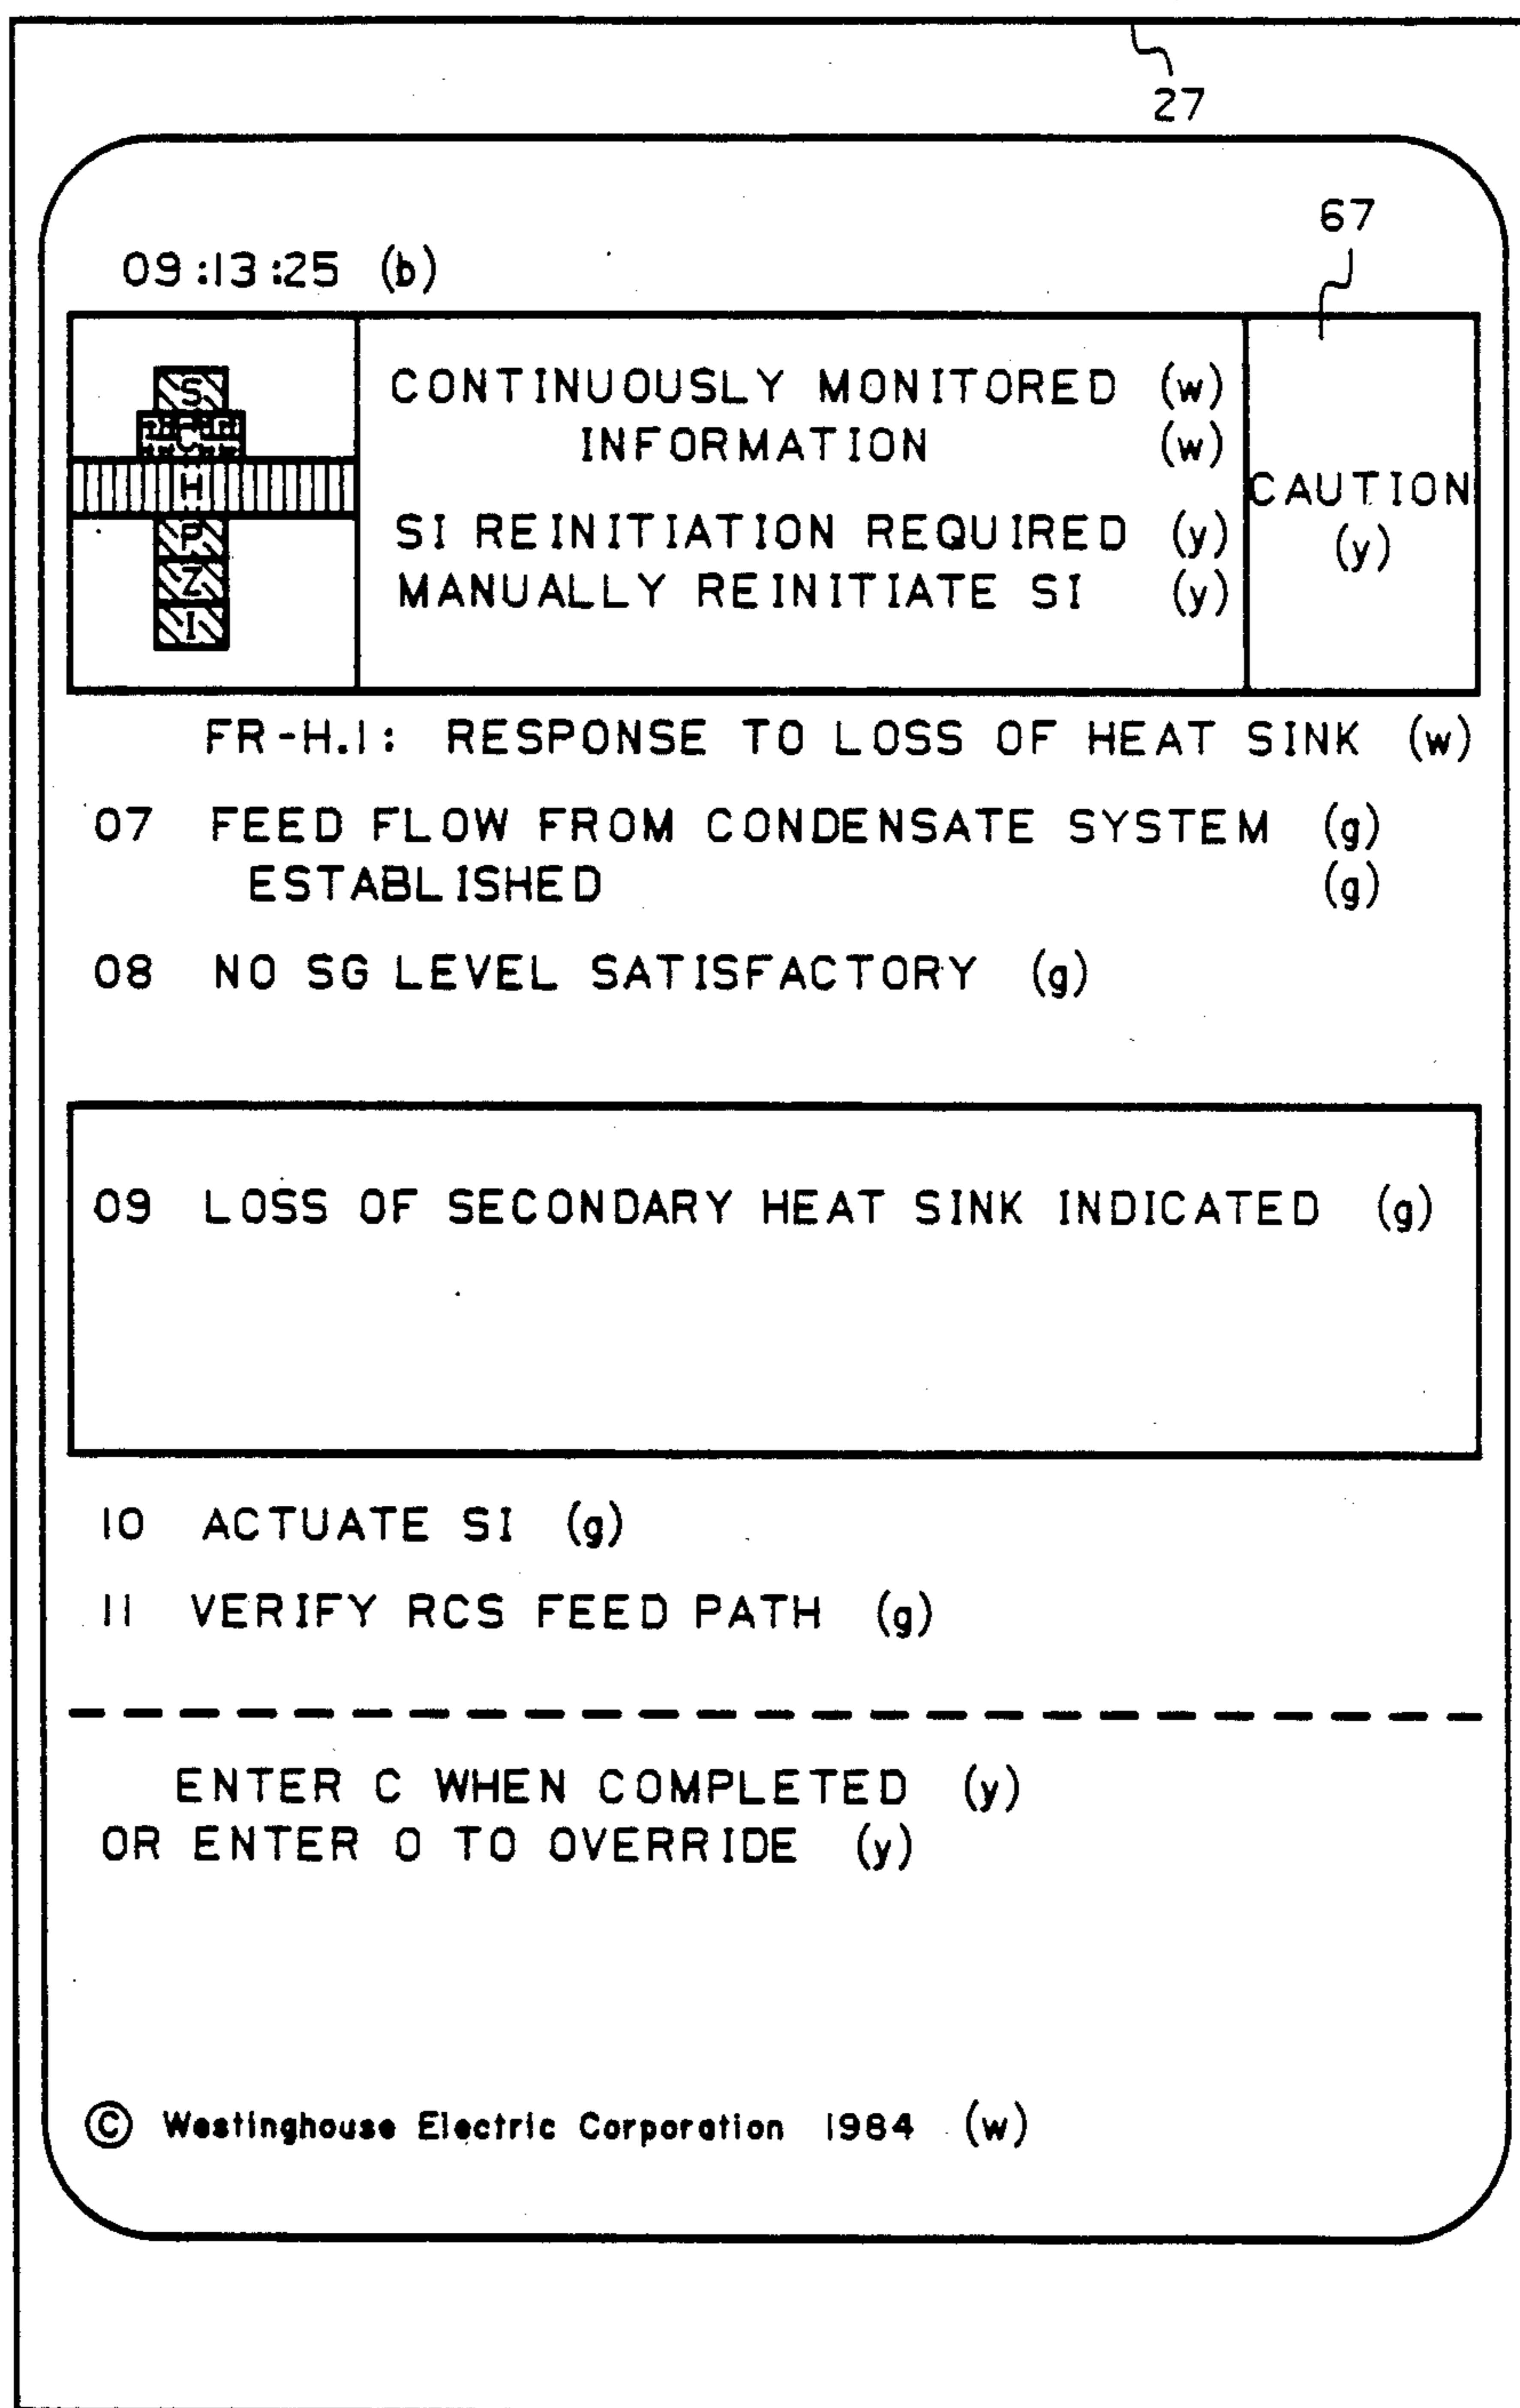 27
67
09:13:25 (b)
S
C
H
P
Z
I
CONTINUOUSLY MONITORED (w)
INFORMATION (w)
SI REINITIATION REQUIRED (y)
MANUALLY REINITIATE SI (y)
CAUTION
(y)
FR-H.1: RESPONSE TO LOSS OF HEAT SINK (w)
07 FEED FLOW FROM CONDENSATE SYSTEM (g)
ESTABLISHED (g)
08 NO SG LEVEL SATISFACTORY (g)
09 LOSS OF SECONDARY HEAT SINK INDICATED (g)
10 ACTUATE SI (g)
11 VERIFY RCS FEED PATH (g)
ENTER C WHEN COMPLETED (y)
OR ENTER O TO OVERRIDE (y)
© Westinghouse Electric Corporation 1984 (w)